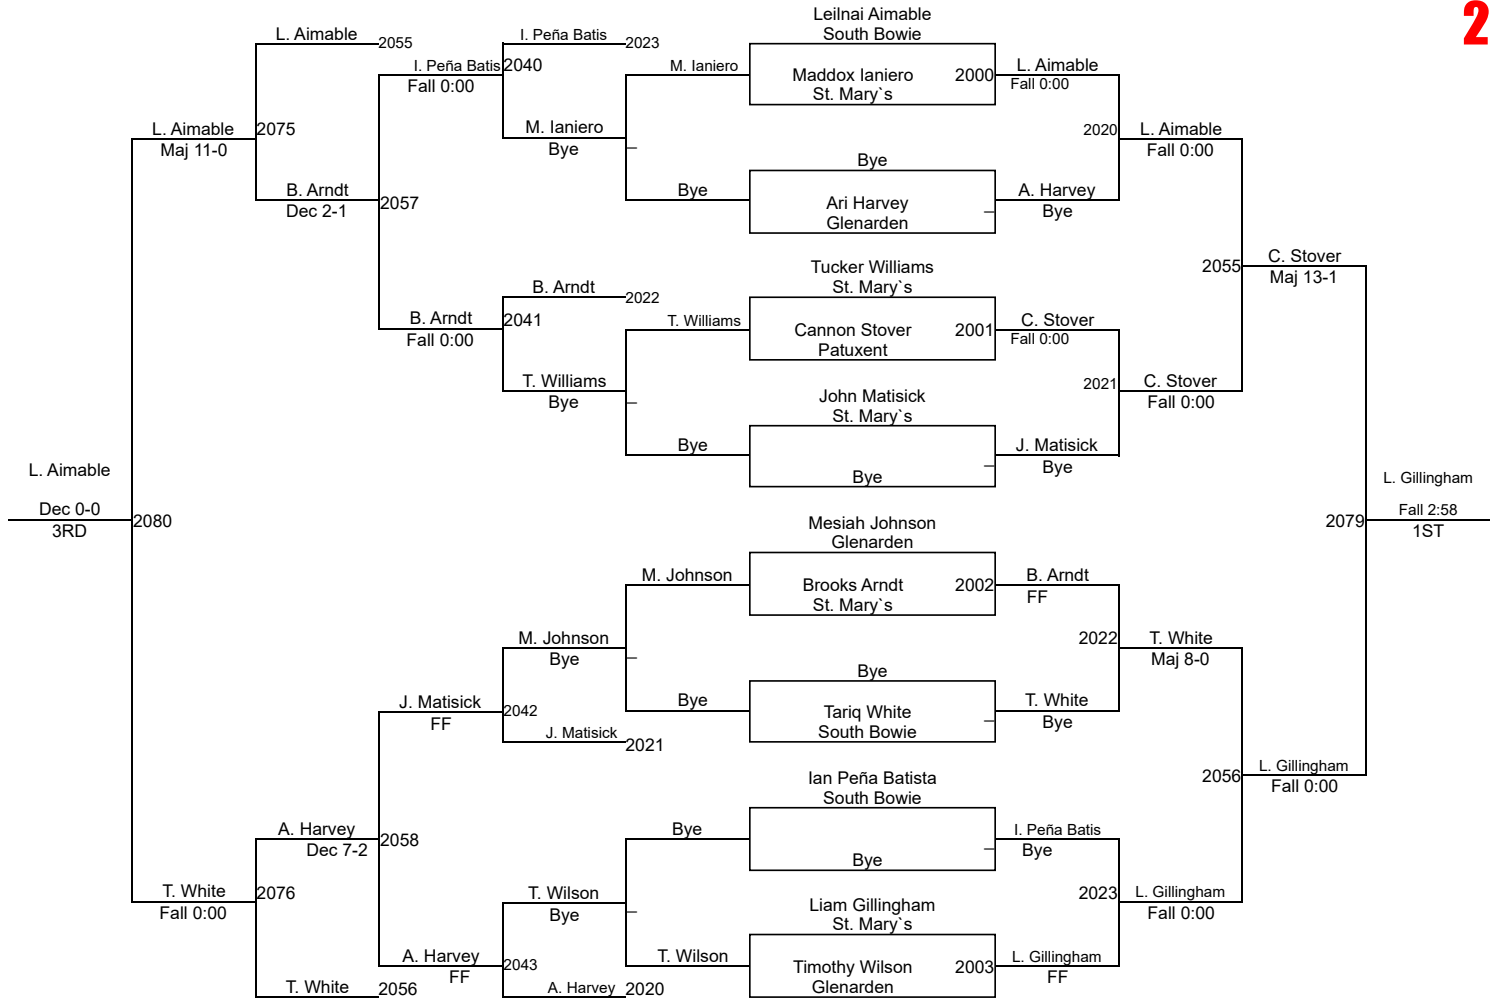 2
Leilnai Aimable
South Bowie
L. Aimable
2055
I. Peña Batis
2023
I. Peña Batis
2040
Fall 0:00
M. Ianiero
Maddox Ianiero
2000
St. Mary`s
L. Aimable
Fall 0:00
L. Aimable
2075
Maj 11-0
M. Ianiero
Bye
2020
L. Aimable
Fall 0:00
Bye
B. Arndt
Dec 2-1
2057
Bye
Ari Harvey
Glenarden
A. Harvey
Bye
Tucker Williams
St. Mary`s
2055
C. Stover
Maj 13-1
B. Arndt
2022
B. Arndt
2041
Fall 0:00
T. Williams
Cannon Stover
2001
Patuxent
C. Stover
Fall 0:00
T. Williams
Bye
2021
C. Stover
Fall 0:00
John Matisick
St. Mary`s
Bye
Bye
J. Matisick
Bye
L. Aimable
Dec 0-0
3RD
2080
L. Gillingham
Fall 2:58
1ST
2079
Mesiah Johnson
Glenarden
M. Johnson
Brooks Arndt
2002
St. Mary`s
B. Arndt
FF
M. Johnson
Bye
2022
T. White
Maj 8-0
Bye
J. Matisick
FF
2042
Bye
Tariq White
South Bowie
T. White
Bye
J. Matisick
2021
Ian Peña Batista
South Bowie
2056
L. Gillingham
Fall 0:00
A. Harvey
Dec 7-2
2058
Bye
Bye
I. Peña Batis
Bye
T. White
2076
Fall 0:00
T. Wilson
Bye
2023
L. Gillingham
Fall 0:00
Liam Gillingham
St. Mary`s
A. Harvey
FF
2043
T. Wilson
Timothy Wilson
2003
Glenarden
L. Gillingham
FF
T. White
2056
A. Harvey
2020